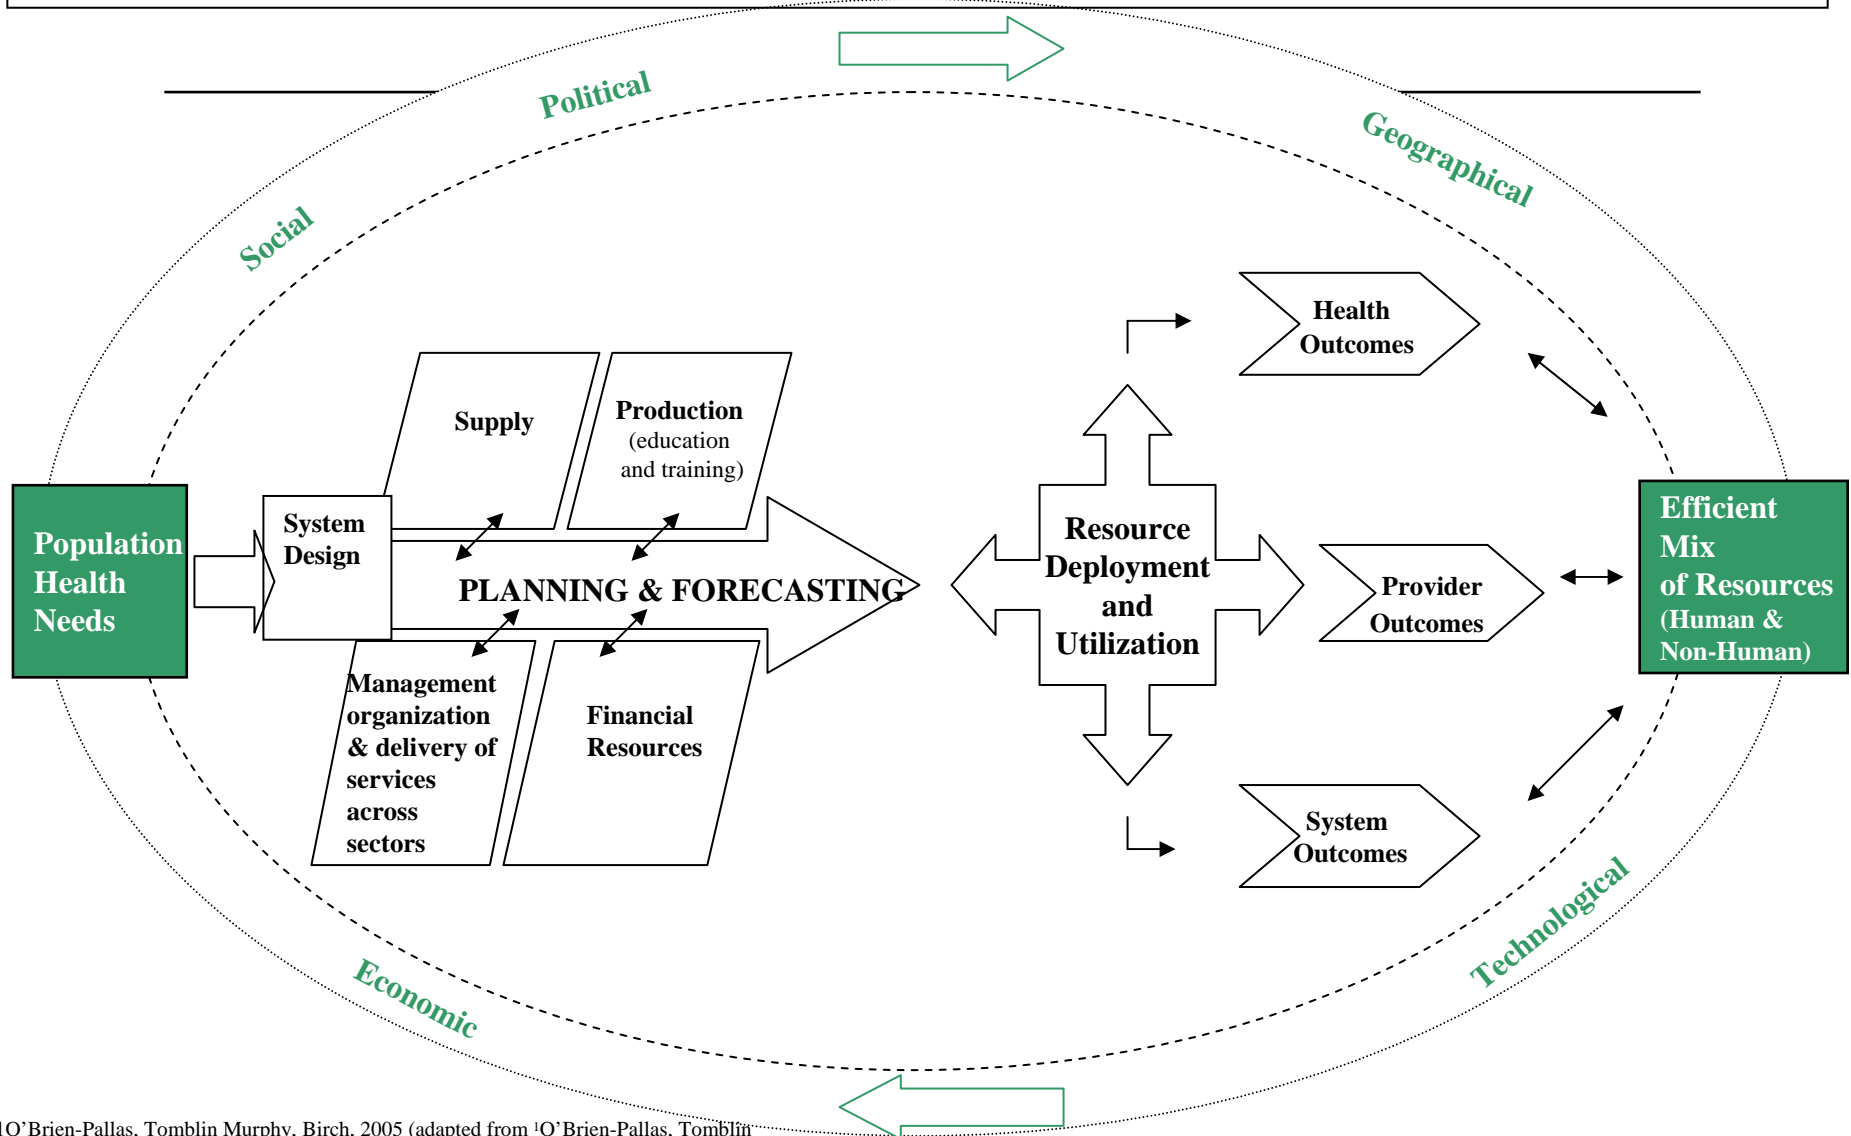 Political
Geographical
Social
Health
Outcomes
Supply
Production
(education
and training)
Population
Health
Needs
System
Design
PLANNING & FORECASTING
Resource
Deployment
and
Utilization
Provider
Outcomes
Efficient
Mix
of Resources
(Human &
Non-Human)
Management
organization
& delivery of
services
across
sectors
Financial
Resources
System
Outcomes
Technological
Economic
1O’Brien-Pallas, Tomblin Murphy, Birch, 2005 (adapted from ¹O’Brien-Pallas, Tomblin